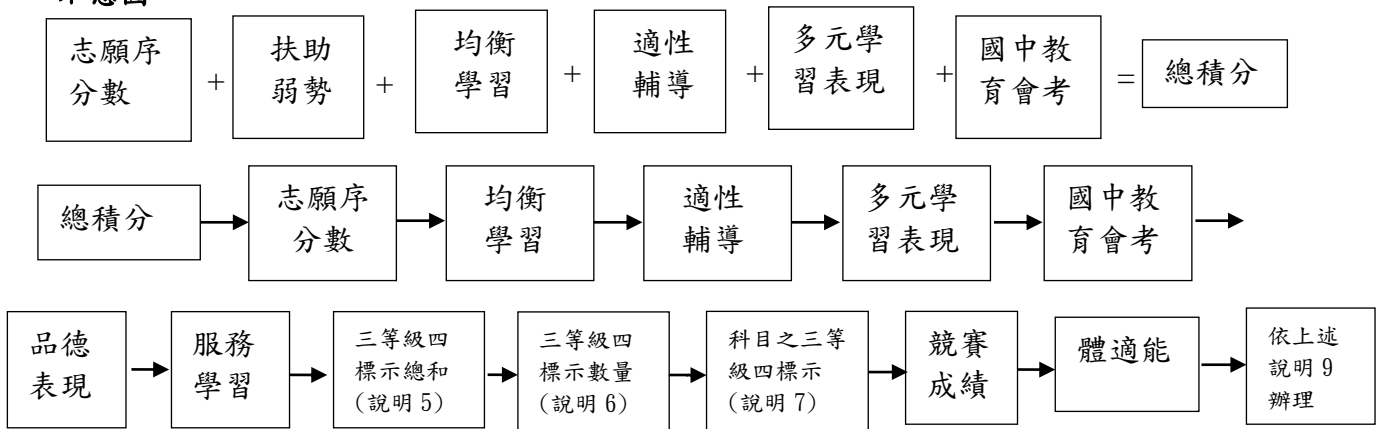 志願序 扶助 均衡 適性 多元學 國中教
分數 + 弱勢 + 學習 + 輔導 + 習表現 + 育會考 = 總積分
總積分 志願序 均衡 適性 多元學 國中教
分數 學習 輔導 習表現 育會考
品德 服務 三等級四 三等級四 科目之三等 競賽 體適能 依上述
表現 學習 標示總和 標示數量 級四標示 成績 說明 9
(說明 5) (說明 6) (說明 7) 辦理